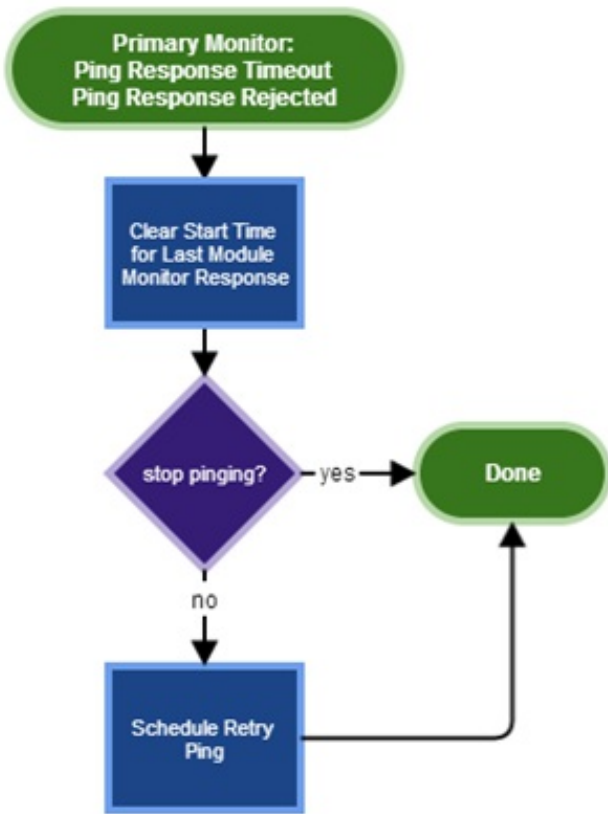 Primary Monitor:
Ping Response Timeout
Ping Response Rejected
Clear Start Time
for Last Module
Monitor Response
stop pinging?
yes
Done
no
Schedule Retry
Ping